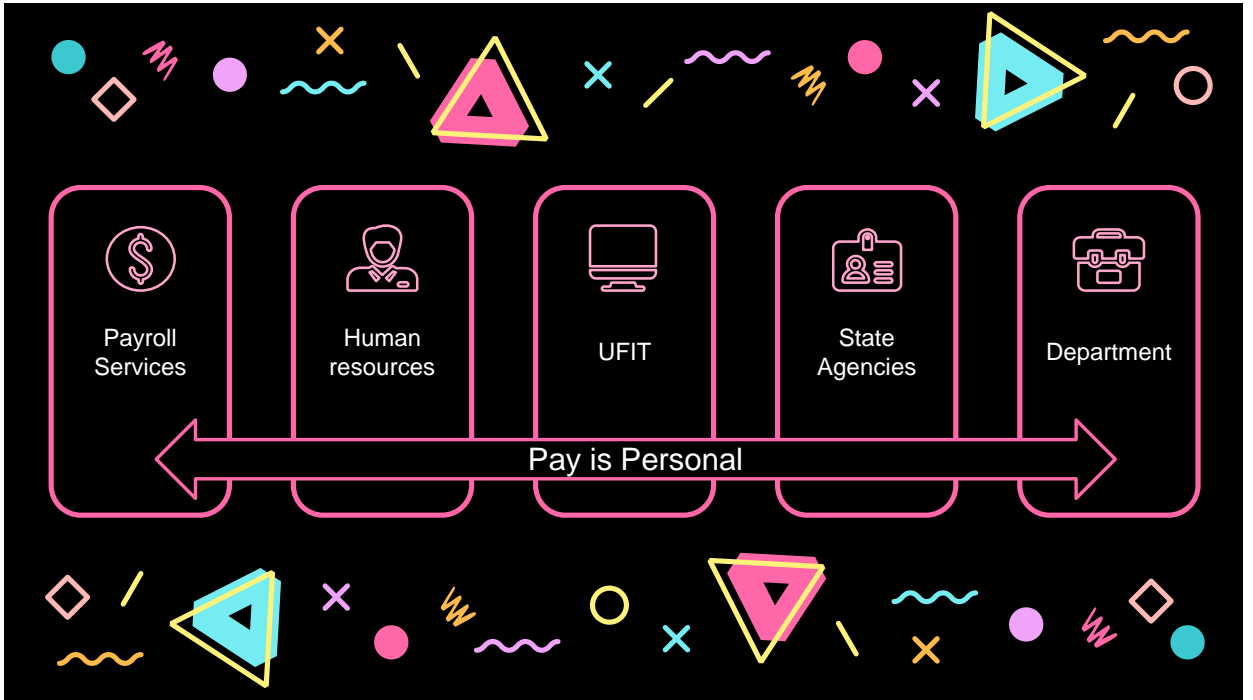 Payroll
Services
Human
resources
UFIT
State
Agencies
Department
Pay is Personal